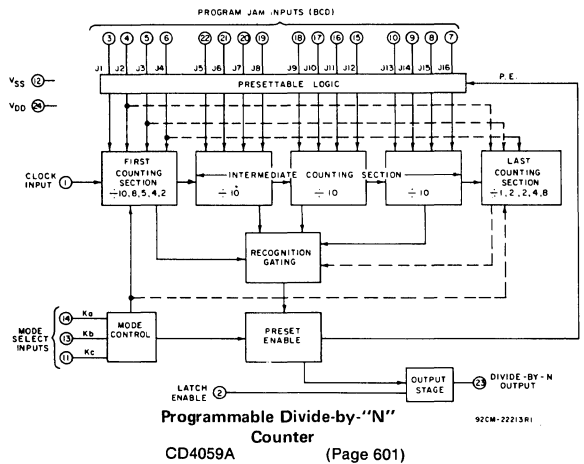 PROGRAM JAM INPUTS (BCD)
3 4 5 6 22 21 20 19 18 17 16 15 10 9 8 7
J1 J2 J3 J4 J5 J6 J7 J8 J9 J10 J11 J12 J13 J14 J15 J16
VSS 12
PRESETTABLE LOGIC
P.E.
VDD 24
CLOCK INPUT 1
FIRST
COUNTING
SECTION
÷10,8,5,4,2
INTERMEDIATE COUNTING SECTION
÷10
÷10
÷10
LAST
COUNTING
SECTION
÷1, 2, 2, 4, 8
RECOGNITION
GATING
MODE
SELECT
INPUTS
14 Ka
13 Kb
11 Kc
MODE
CONTROL
PRESET
ENABLE
LATCH
ENABLE 2
OUTPUT
STAGE
23 DIVIDE-BY-N
OUTPUT
Programmable Divide-by-"N"
Counter
92CM-22213R1
CD4059A (Page 601)